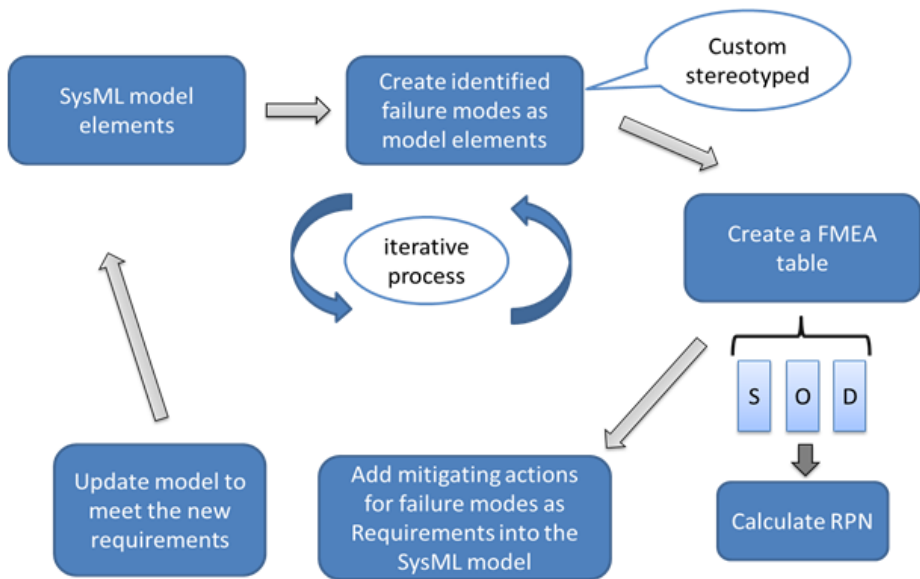 SysML model
elements
Create identified
failure modes as
model elements
Custom
stereotyped
iterative
process
Create a FMEA
table
S O D
Update model to
meet the new
requirements
Add mitigating actions
for failure modes as
Requirements into the
SysML model
Calculate RPN